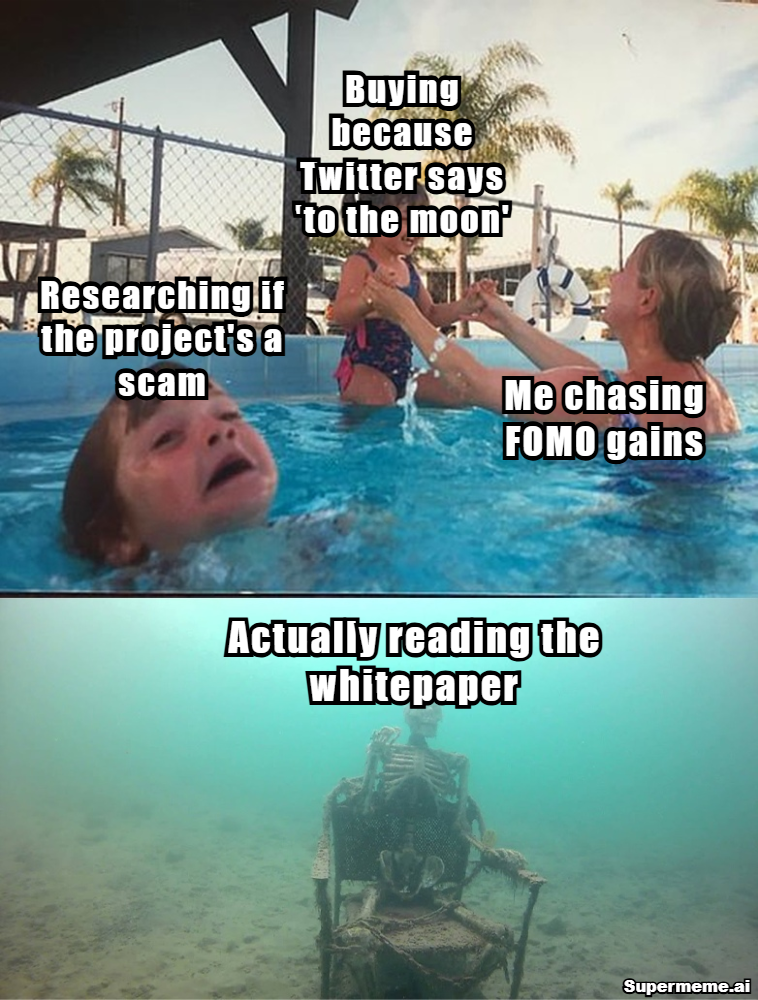 Buying
because
Twitter says
'to the moon'
Researching if
the project's a
scam
Me chasing
FOMO gains
Actually reading the
whitepaper
Supermeme.ai